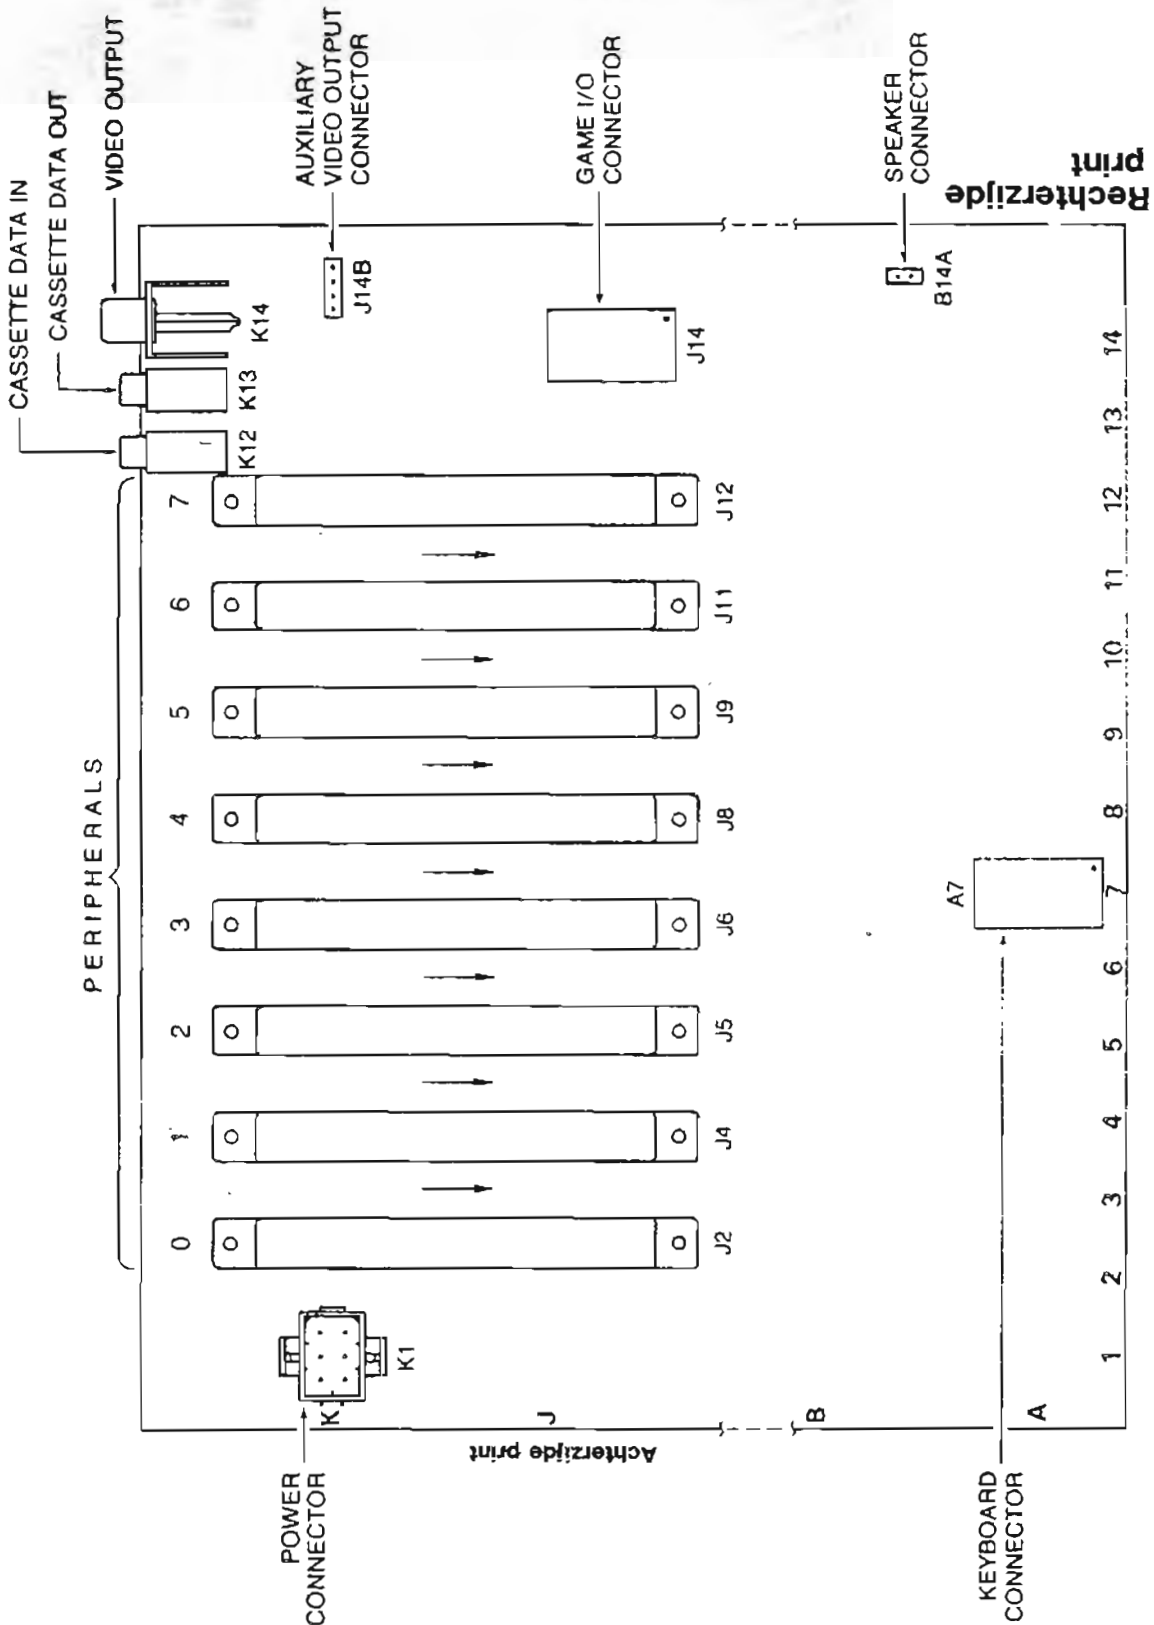 CASSETTE DATA IN
CASSETTE DATA OUT
VIDEO OUTPUT
AUXILIARY
VIDEO OUTPUT
CONNECTOR
GAME I/O
CONNECTOR
SPEAKER
CONNECTOR
Rechterzijde
print
PERIPHERALS
0 1 2 3 4 5 6 7
K12
K13
K14
J14B
J14
B14A
J2 J4 J5 J6 J8 J9 J11 J12
K1
A7
K
J
B
A
1 2 3 4 5 6 7 8 9 10 11 12 13 14
Achterzijde print
POWER
CONNECTOR
KEYBOARD
CONNECTOR